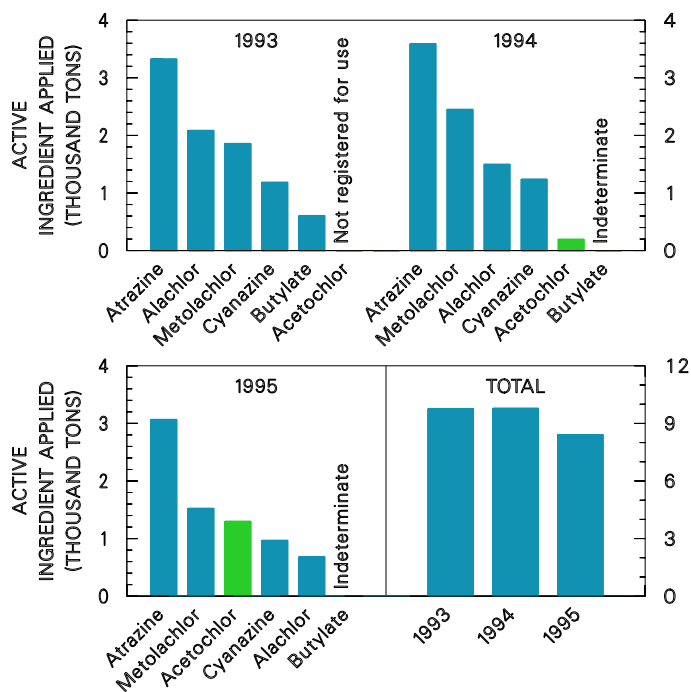 ACTIVE
INGREDIENT APPLIED
(THOUSAND TONS)
4
3
2
1
0
1993
Not registered for use
Atrazine
Alachlor
Metolachlor
Cyanazine
Butylate
Acetochlor
1994
Indeterminate
4
3
2
1
0
Atrazine
Metolachlor
Alachlor
Cyanazine
Acetochlor
Butylate
ACTIVE
INGREDIENT APPLIED
(THOUSAND TONS)
4
3
2
1
0
1995
Indeterminate
Atrazine
Metolachlor
Acetochlor
Cyanazine
Alachlor
Butylate
TOTAL
12
9
6
3
0
1993
1994
1995